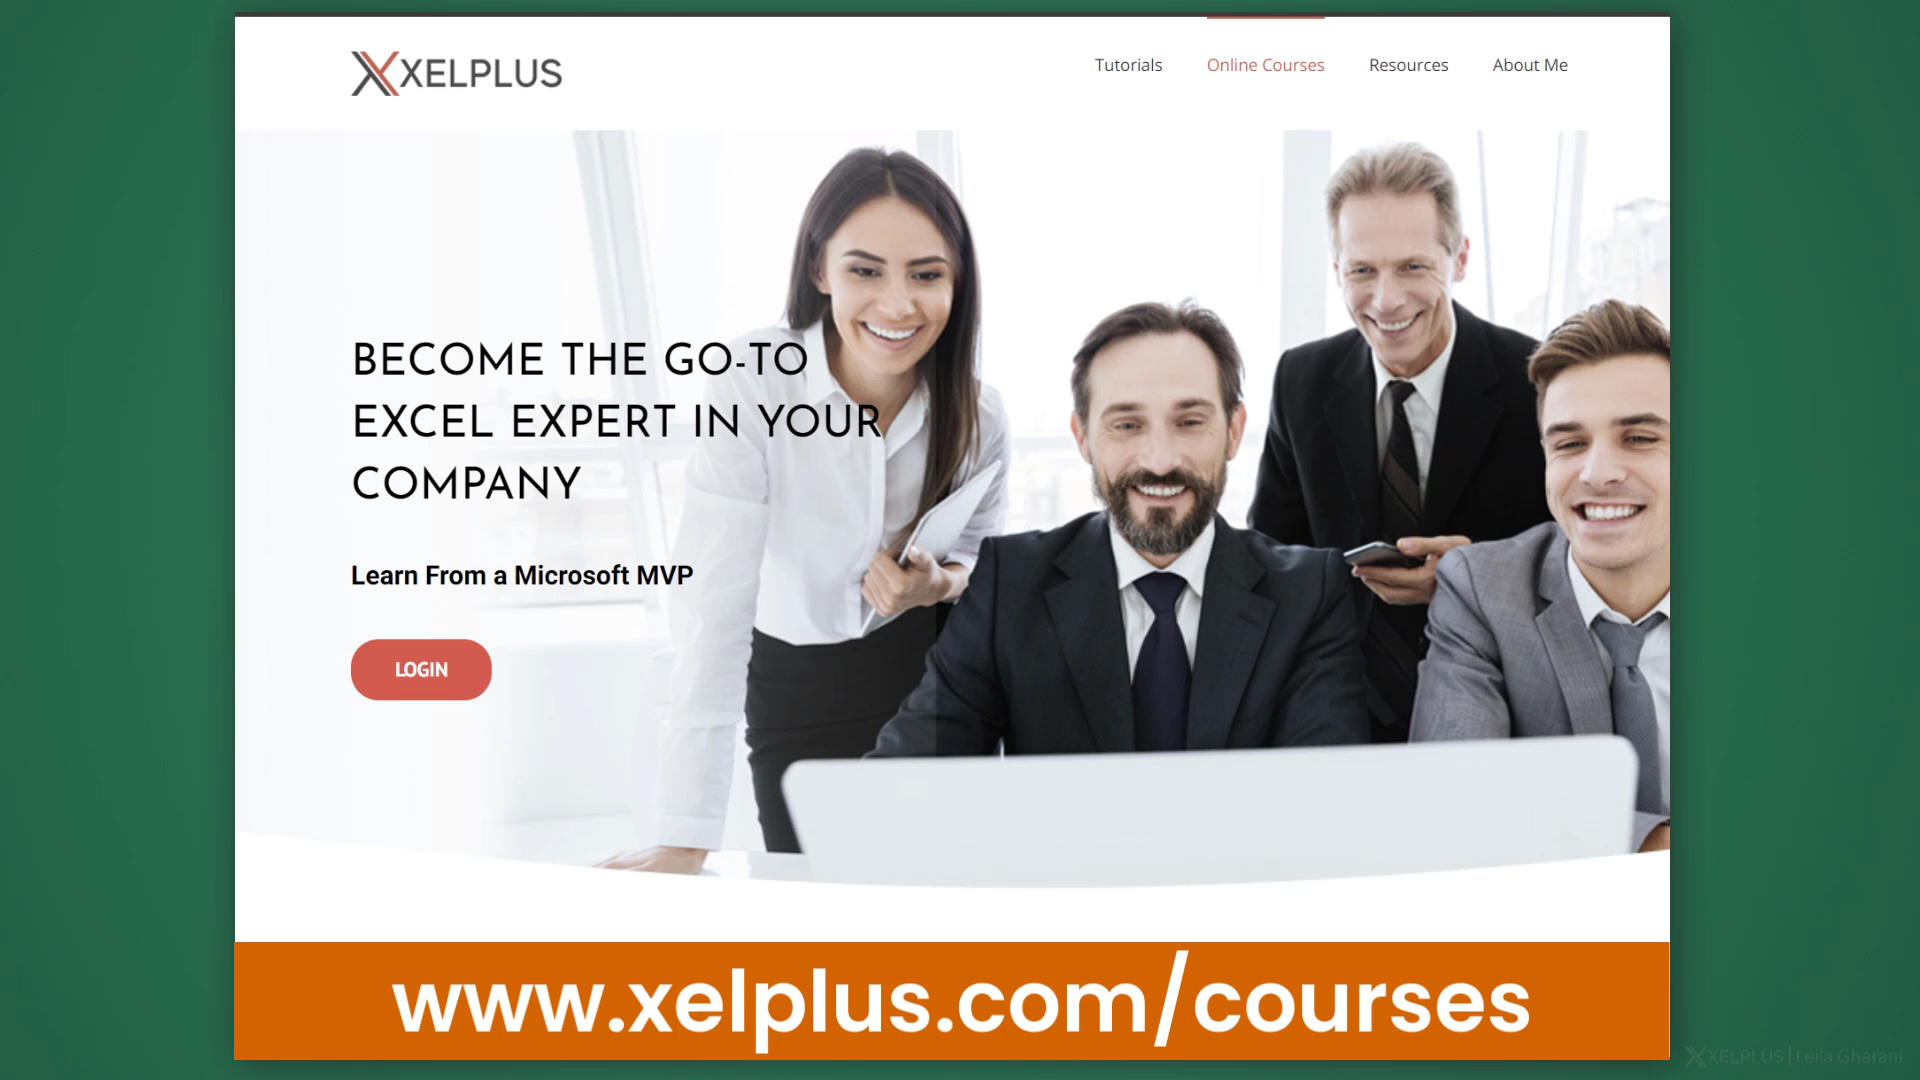 XELPLUS
Tutorials
Online Courses
Resources
About Me
BECOME THE GO-TO
EXCEL EXPERT IN YOUR
COMPANY
Learn From a Microsoft MVP
LOGIN
www.xelplus.com/courses
XELPLUS | Leila Gharani